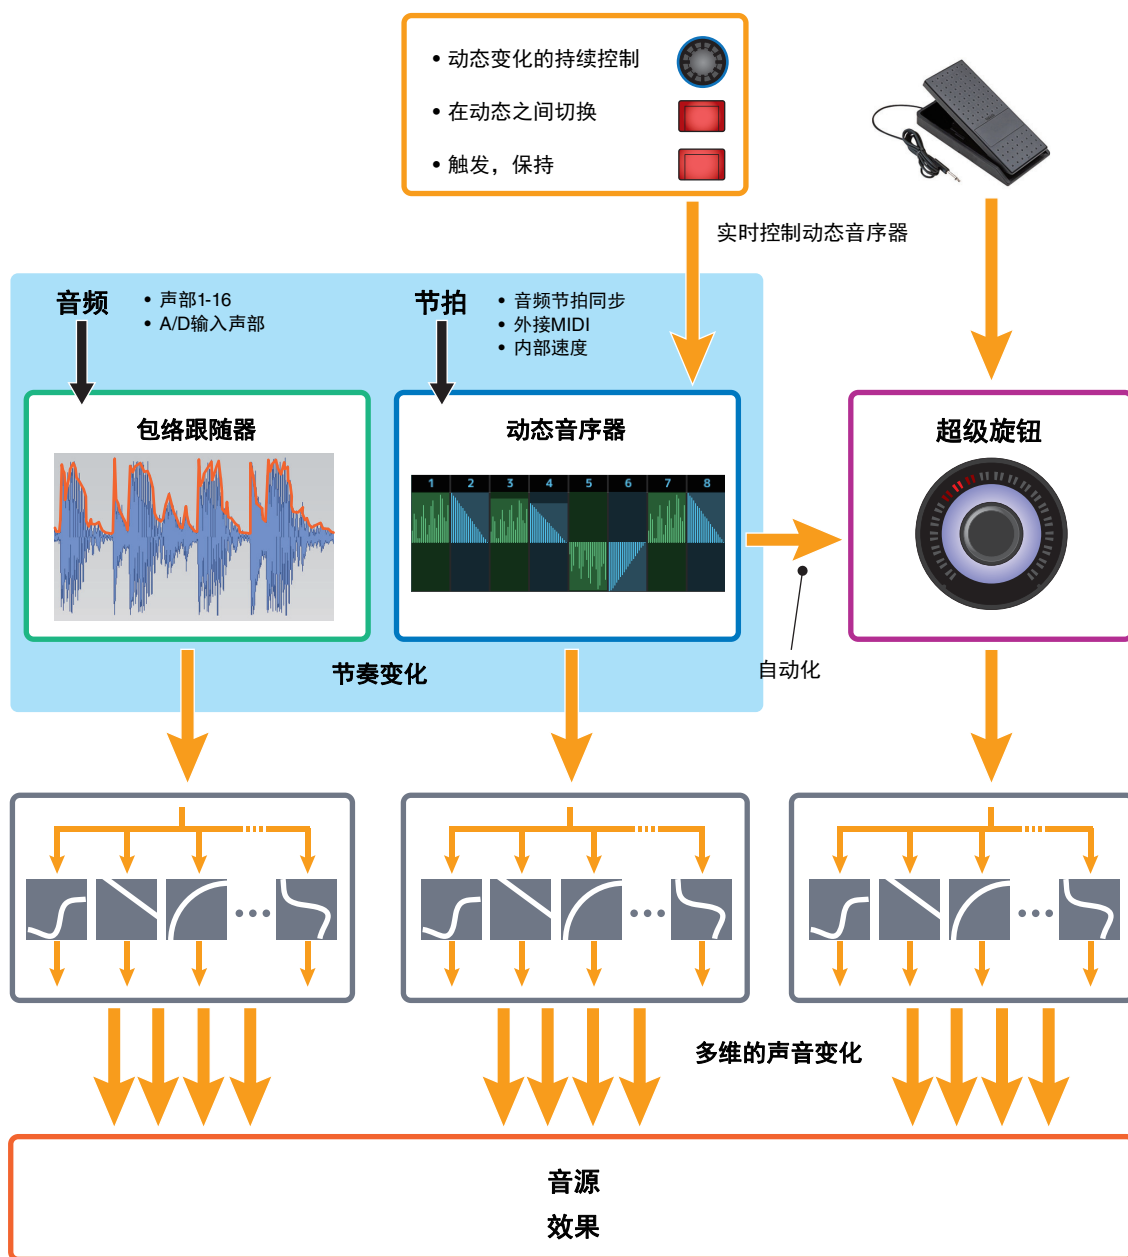 • 动态变化的持续控制
• 在动态之间切换
• 触发，保持
实时控制动态音序器
音频
• 声部1-16
• A/D输入声部
节拍
• 音频节拍同步
• 外接MIDI
• 内部速度
包络跟随器
动态音序器
超级旋钮
1 2 3 4 5 6 7 8
节奏变化
自动化
多维的声音变化
音源
效果